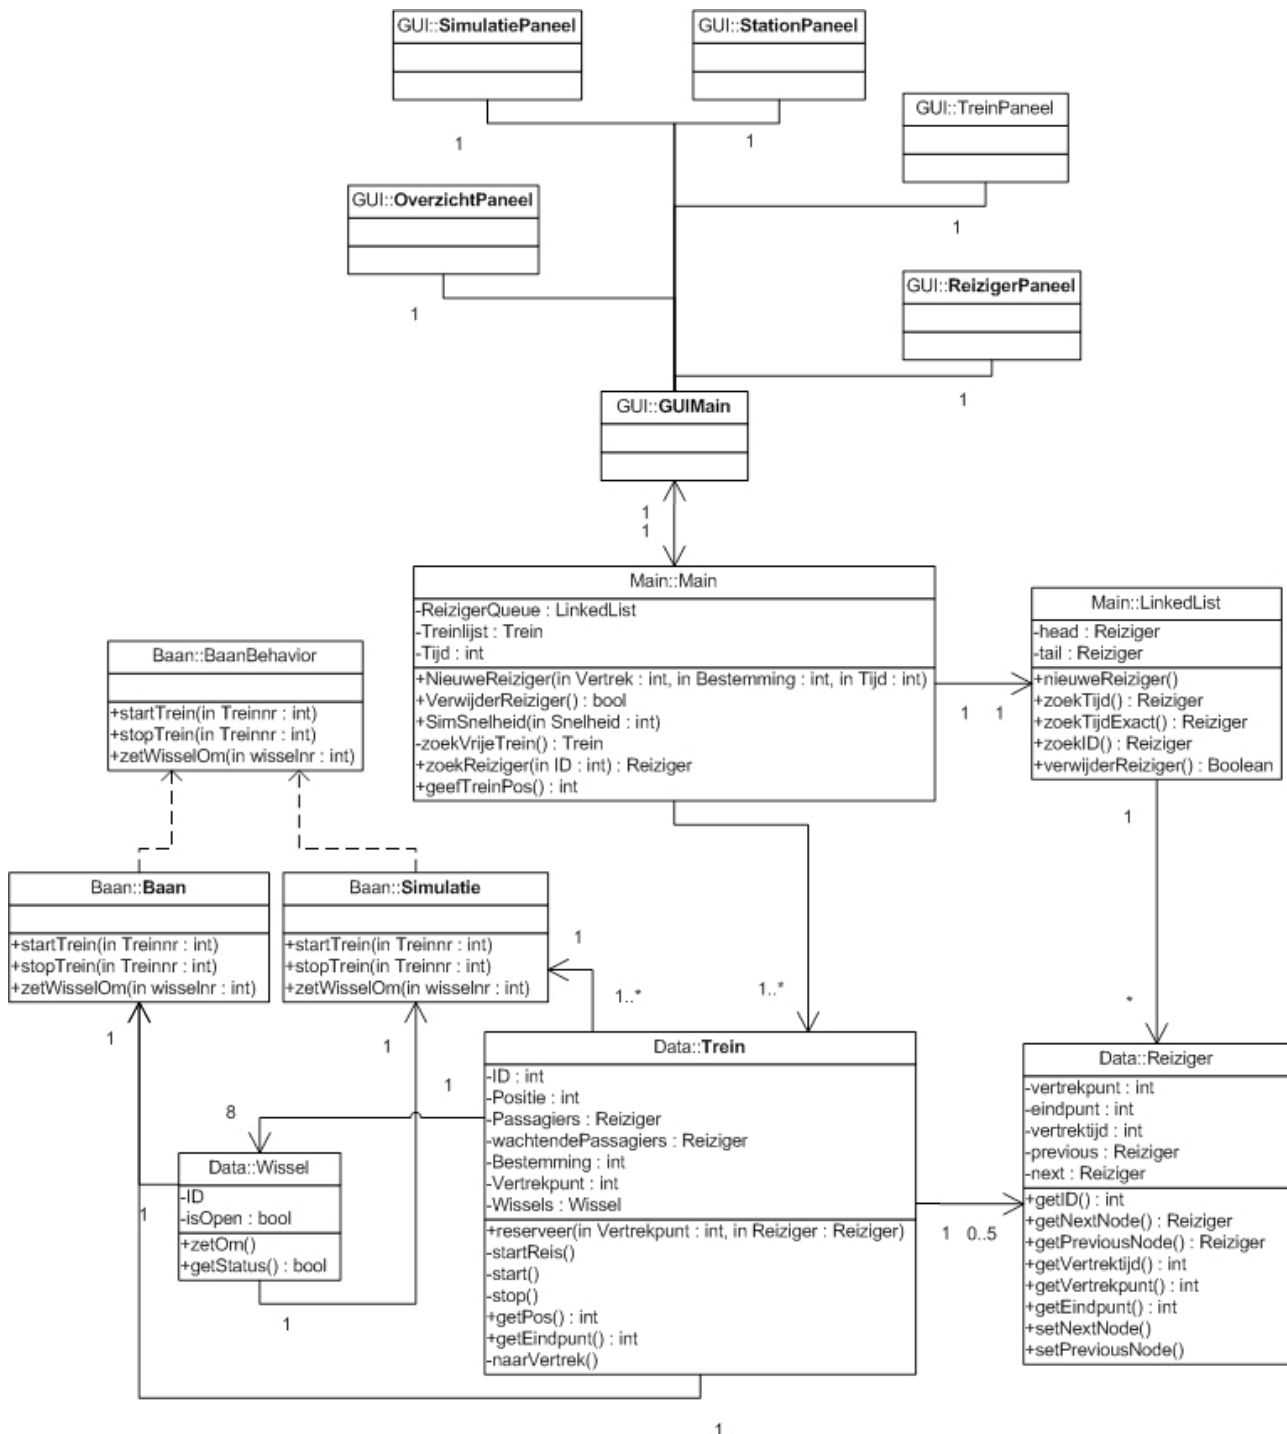 GUI::SimulatiePaneel
GUI::StationPaneel
1
1
GUI::TreinPaneel
1
GUI::OverzichtPaneel
1
GUI::ReizigerPaneel
1
GUI::GUIMain
1
1
Main::Main
-ReizigerQueue : LinkedList
-Treinlijst : Trein
-Tijd : int
+NieuweReiziger(in Vertrek : int, in Bestemming : int, in Tijd : int)
+VerwijderReiziger() : bool
+SimSnelheid(in Snelheid : int)
-zoekVrijeTrein() : Trein
+zoekReiziger(in ID : int) : Reiziger
+geefTreinPos() : int
1 1
Main::LinkedList
-head : Reiziger
-tail : Reiziger
+nieuweReiziger()
+zoekTijd() : Reiziger
+zoekTijdExact() : Reiziger
+zoekID() : Reiziger
+verwijderReiziger() : Boolean
1
*
Baan::BaanBehavior
+startTrein(in Treinnr : int)
+stopTrein(in Treinnr : int)
+zetWisselOm(in wisselnr : int)
Baan::Baan
+startTrein(in Treinnr : int)
+stopTrein(in Treinnr : int)
+zetWisselOm(in wisselnr : int)
Baan::Simulatie
+startTrein(in Treinnr : int)
+stopTrein(in Treinnr : int)
+zetWisselOm(in wisselnr : int)
1
1..*
1..*
1
1
1
8
Data::Wissel
-ID
-isOpen : bool
+zetOm()
+getStatus() : bool
1
1
Data::Trein
-ID : int
-Positie : int
-Passagiers : Reiziger
-wachtendePassagiers : Reiziger
-Bestemming : int
-Vertrekpunt : int
-Wissels : Wissel
+reserveer(in Vertrekpunt : int, in Reiziger : Reiziger)
-startReis()
-start()
-stop()
+getPos() : int
+getEindpunt() : int
-naarVertrek()
1 0..5
1
Data::Reiziger
-vertrekpunt : int
-eindpunt : int
-vertrektijd : int
-previous : Reiziger
-next : Reiziger
+getID() : int
+getNextNode() : Reiziger
+getPreviousNode() : Reiziger
+getVertrektijd() : int
+getVertrekpunt() : int
+getEindpunt() : int
+setNextNode()
+setPreviousNode()